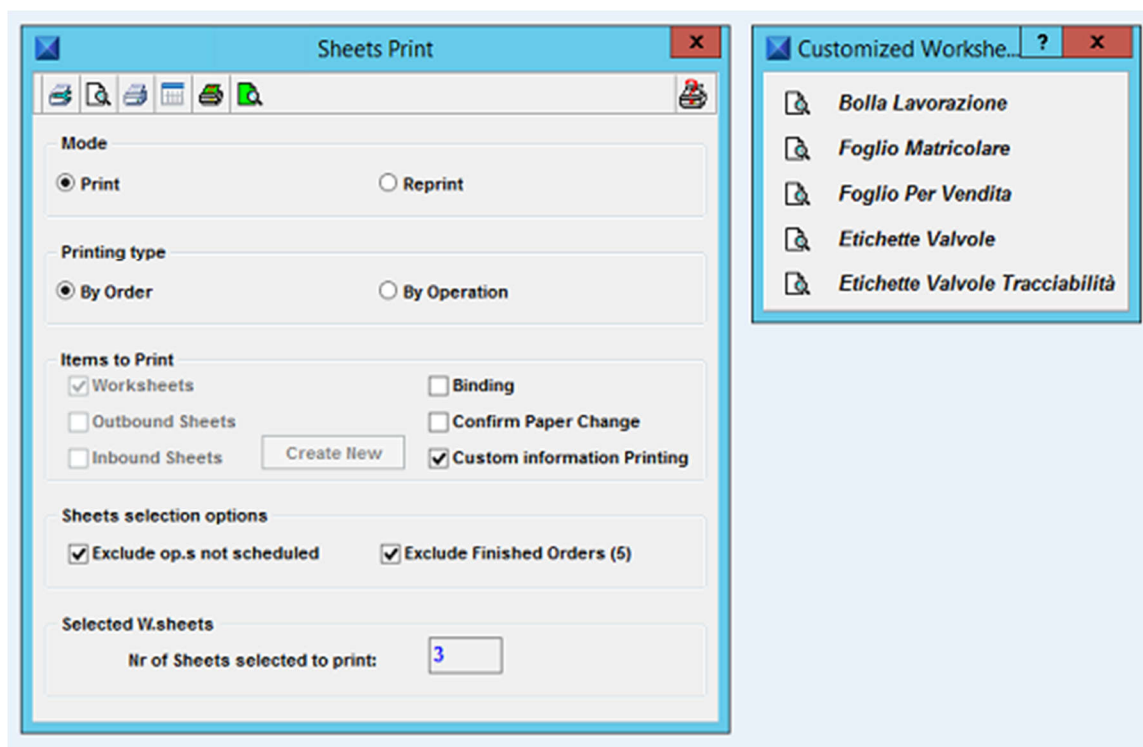 Sheets Print
x
Mode
Print
Reprint
Printing type
By Order
By Operation
Items to Print
Worksheets
Binding
Outbound Sheets
Confirm Paper Change
Inbound Sheets
Create New
Custom information Printing
Sheets selection options
Exclude op.s not scheduled
Exclude Finished Orders (5)
Selected W.sheets
Nr of Sheets selected to print:
3
Customized Workshe...
?
x
Bolla Lavorazione
Foglio Matricolare
Foglio Per Vendita
Etichette Valvole
Etichette Valvole Tracciabilità